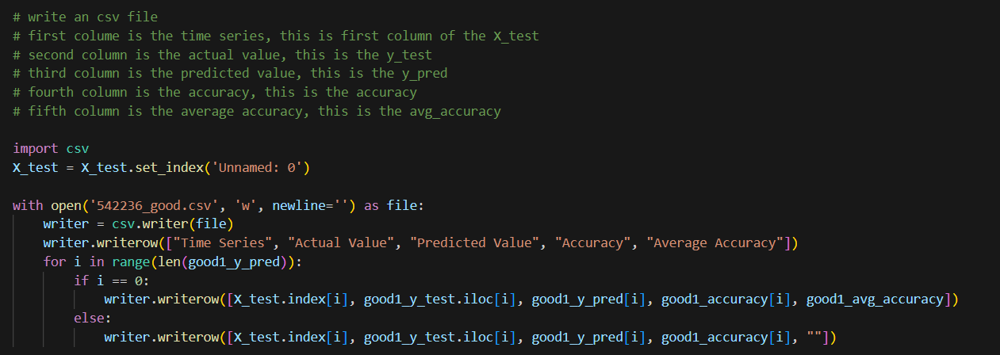 # write an csv file
# first colume is the time series, this is first column of the X_test
# second column is the actual value, this is the y_test
# third column is the predicted value, this is the y_pred
# fourth column is the accuracy, this is the accuracy
# fifth column is the average accuracy, this is the avg_accuracy
import csv
X_test = X_test.set_index('Unnamed: 0')
with open('542236_good.csv', 'w', newline='') as file:
    writer = csv.writer(file)
    writer.writerow(["Time Series", "Actual Value", "Predicted Value", "Accuracy", "Average Accuracy"])
    for i in range(len(good1_y_pred)):
        if i == 0:
            writer.writerow([X_test.index[i], good1_y_test.iloc[i], good1_y_pred[i], good1_accuracy[i], good1_avg_accuracy])
        else:
            writer.writerow([X_test.index[i], good1_y_test.iloc[i], good1_y_pred[i], good1_accuracy[i], ""])